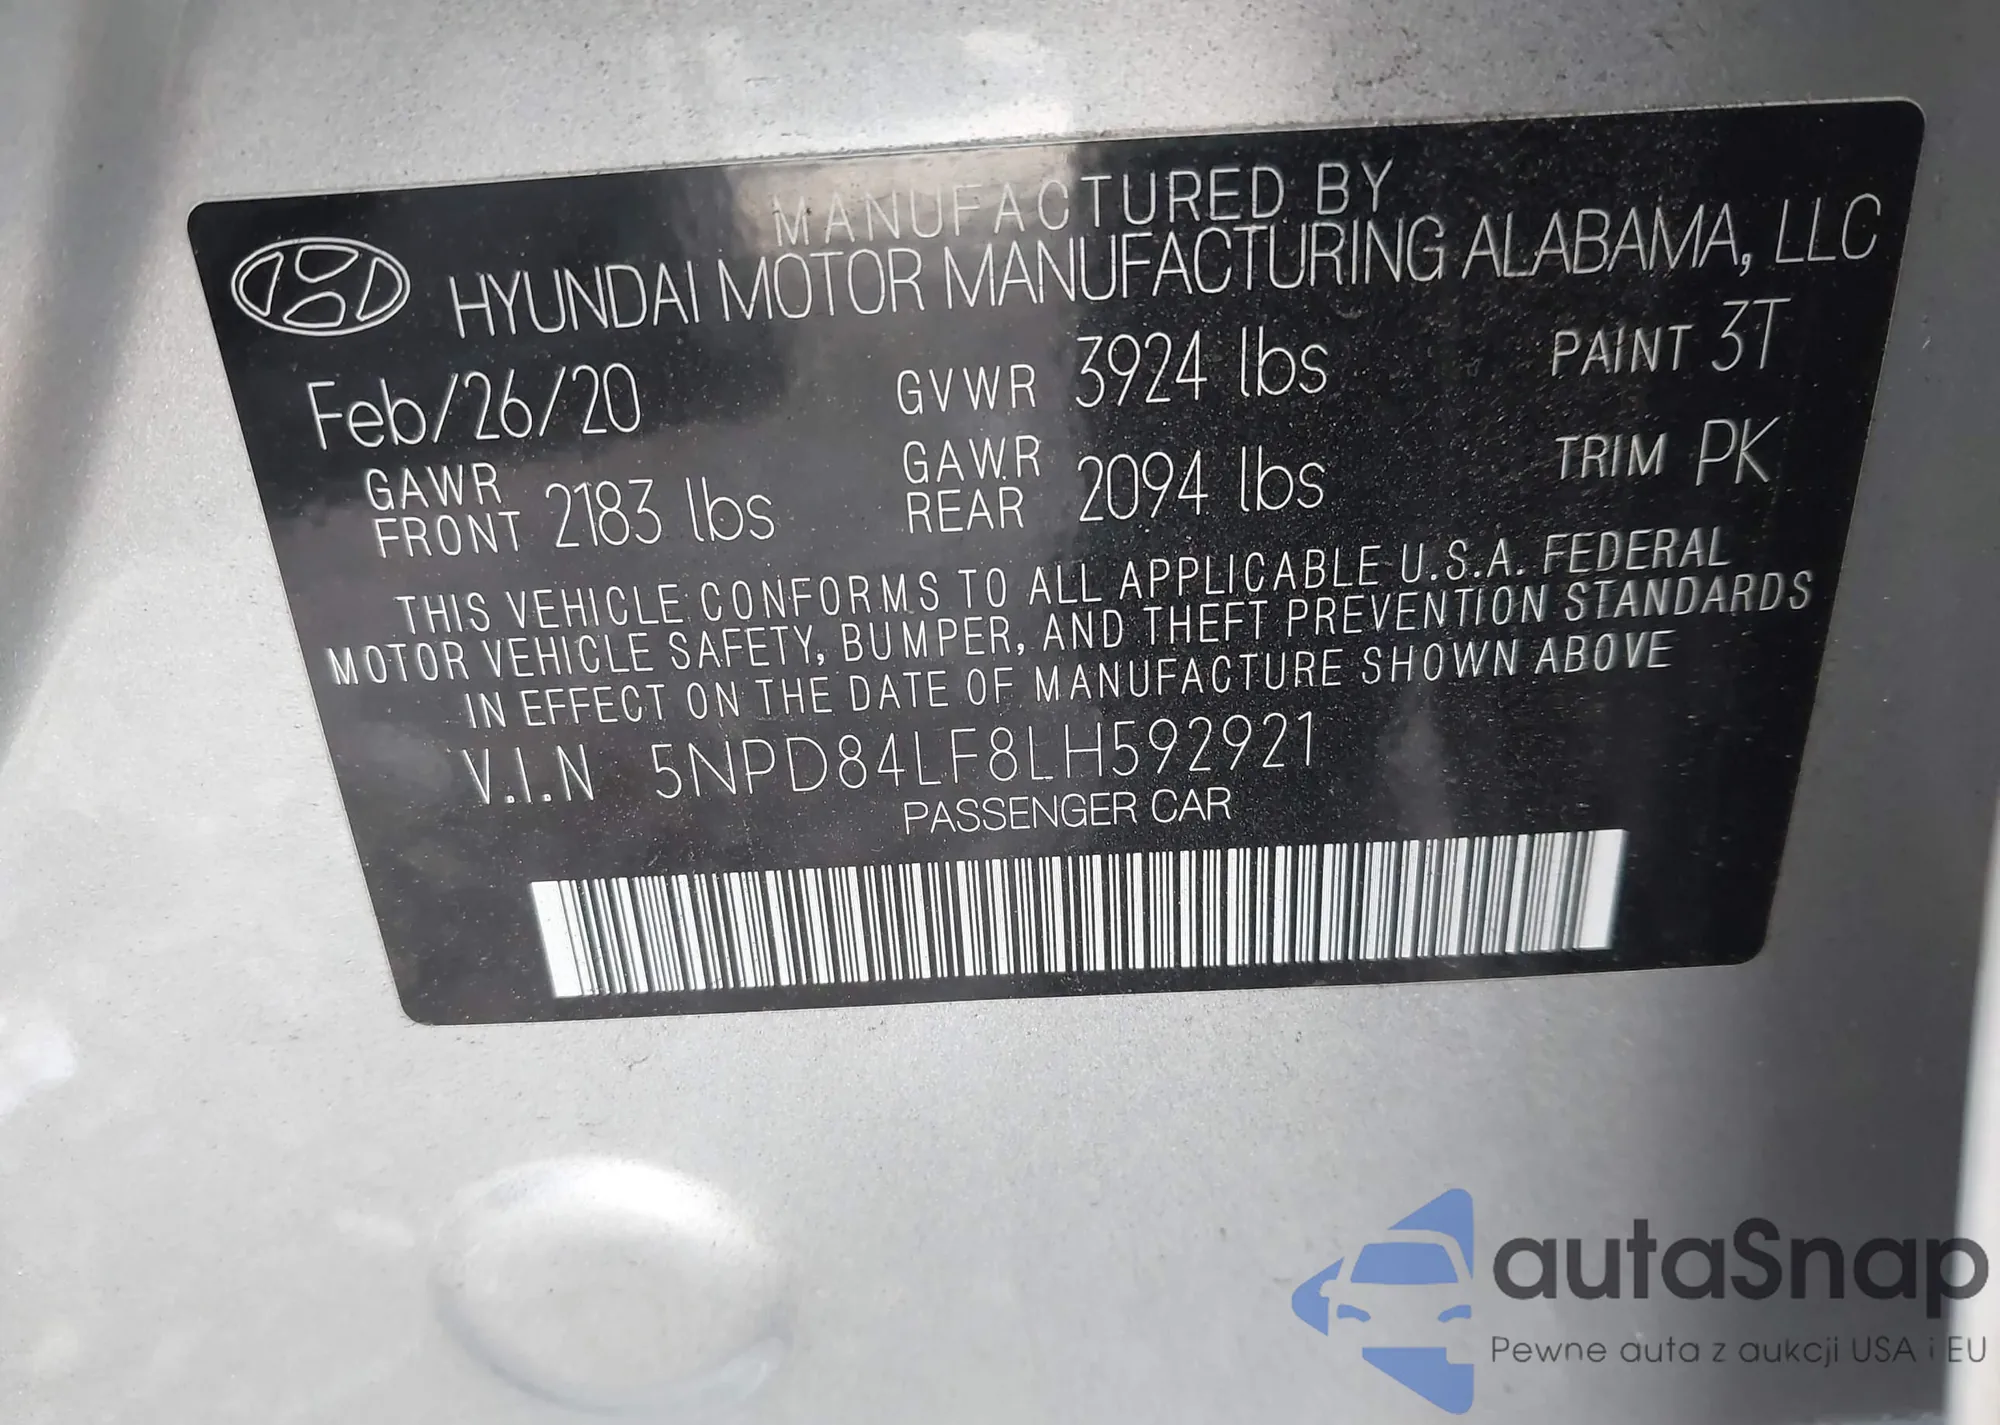 MANUFACTURED BY
HYUNDAI MOTOR MANUFACTURING ALABAMA, LLC
Feb/26/20 GVWR 3924 lbs PAINT 3T
GAWR FRONT 2183 lbs GAWR REAR 2094 lbs TRIM PK
THIS VEHICLE CONFORMS TO ALL APPLICABLE U.S.A. FEDERAL
MOTOR VEHICLE SAFETY, BUMPER, AND THEFT PREVENTION STANDARDS
IN EFFECT ON THE DATE OF MANUFACTURE SHOWN ABOVE
V.I.N 5NPD84LF8LH592921
PASSENGER CAR
autaSnap
Pewne auta z aukcji USA i EU